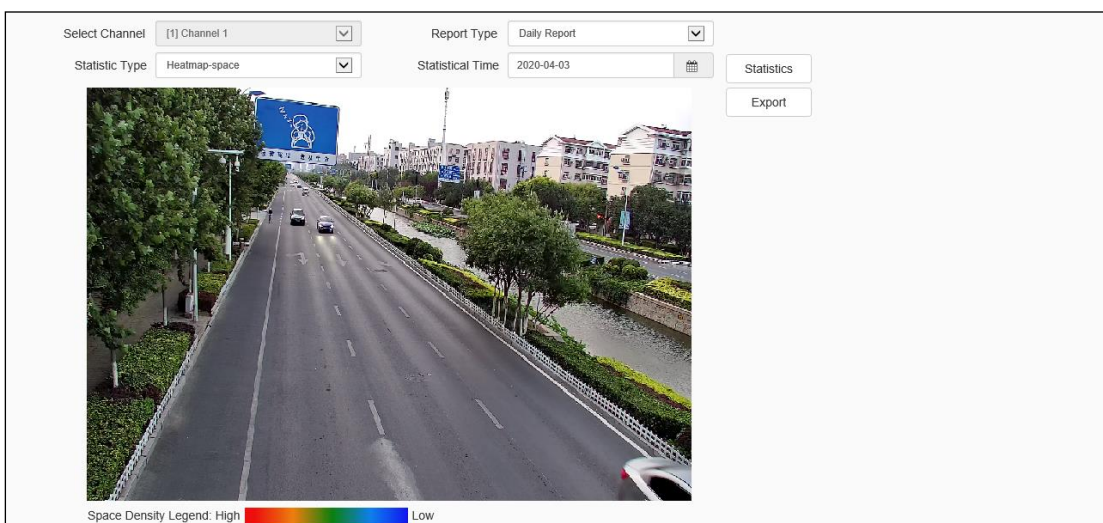 Select Channel [1] Channel 1 Report Type Daily Report
Statistic Type Heatmap-space Statistical Time 2020-04-03 Statistics
Export
Space Density Legend: High Low